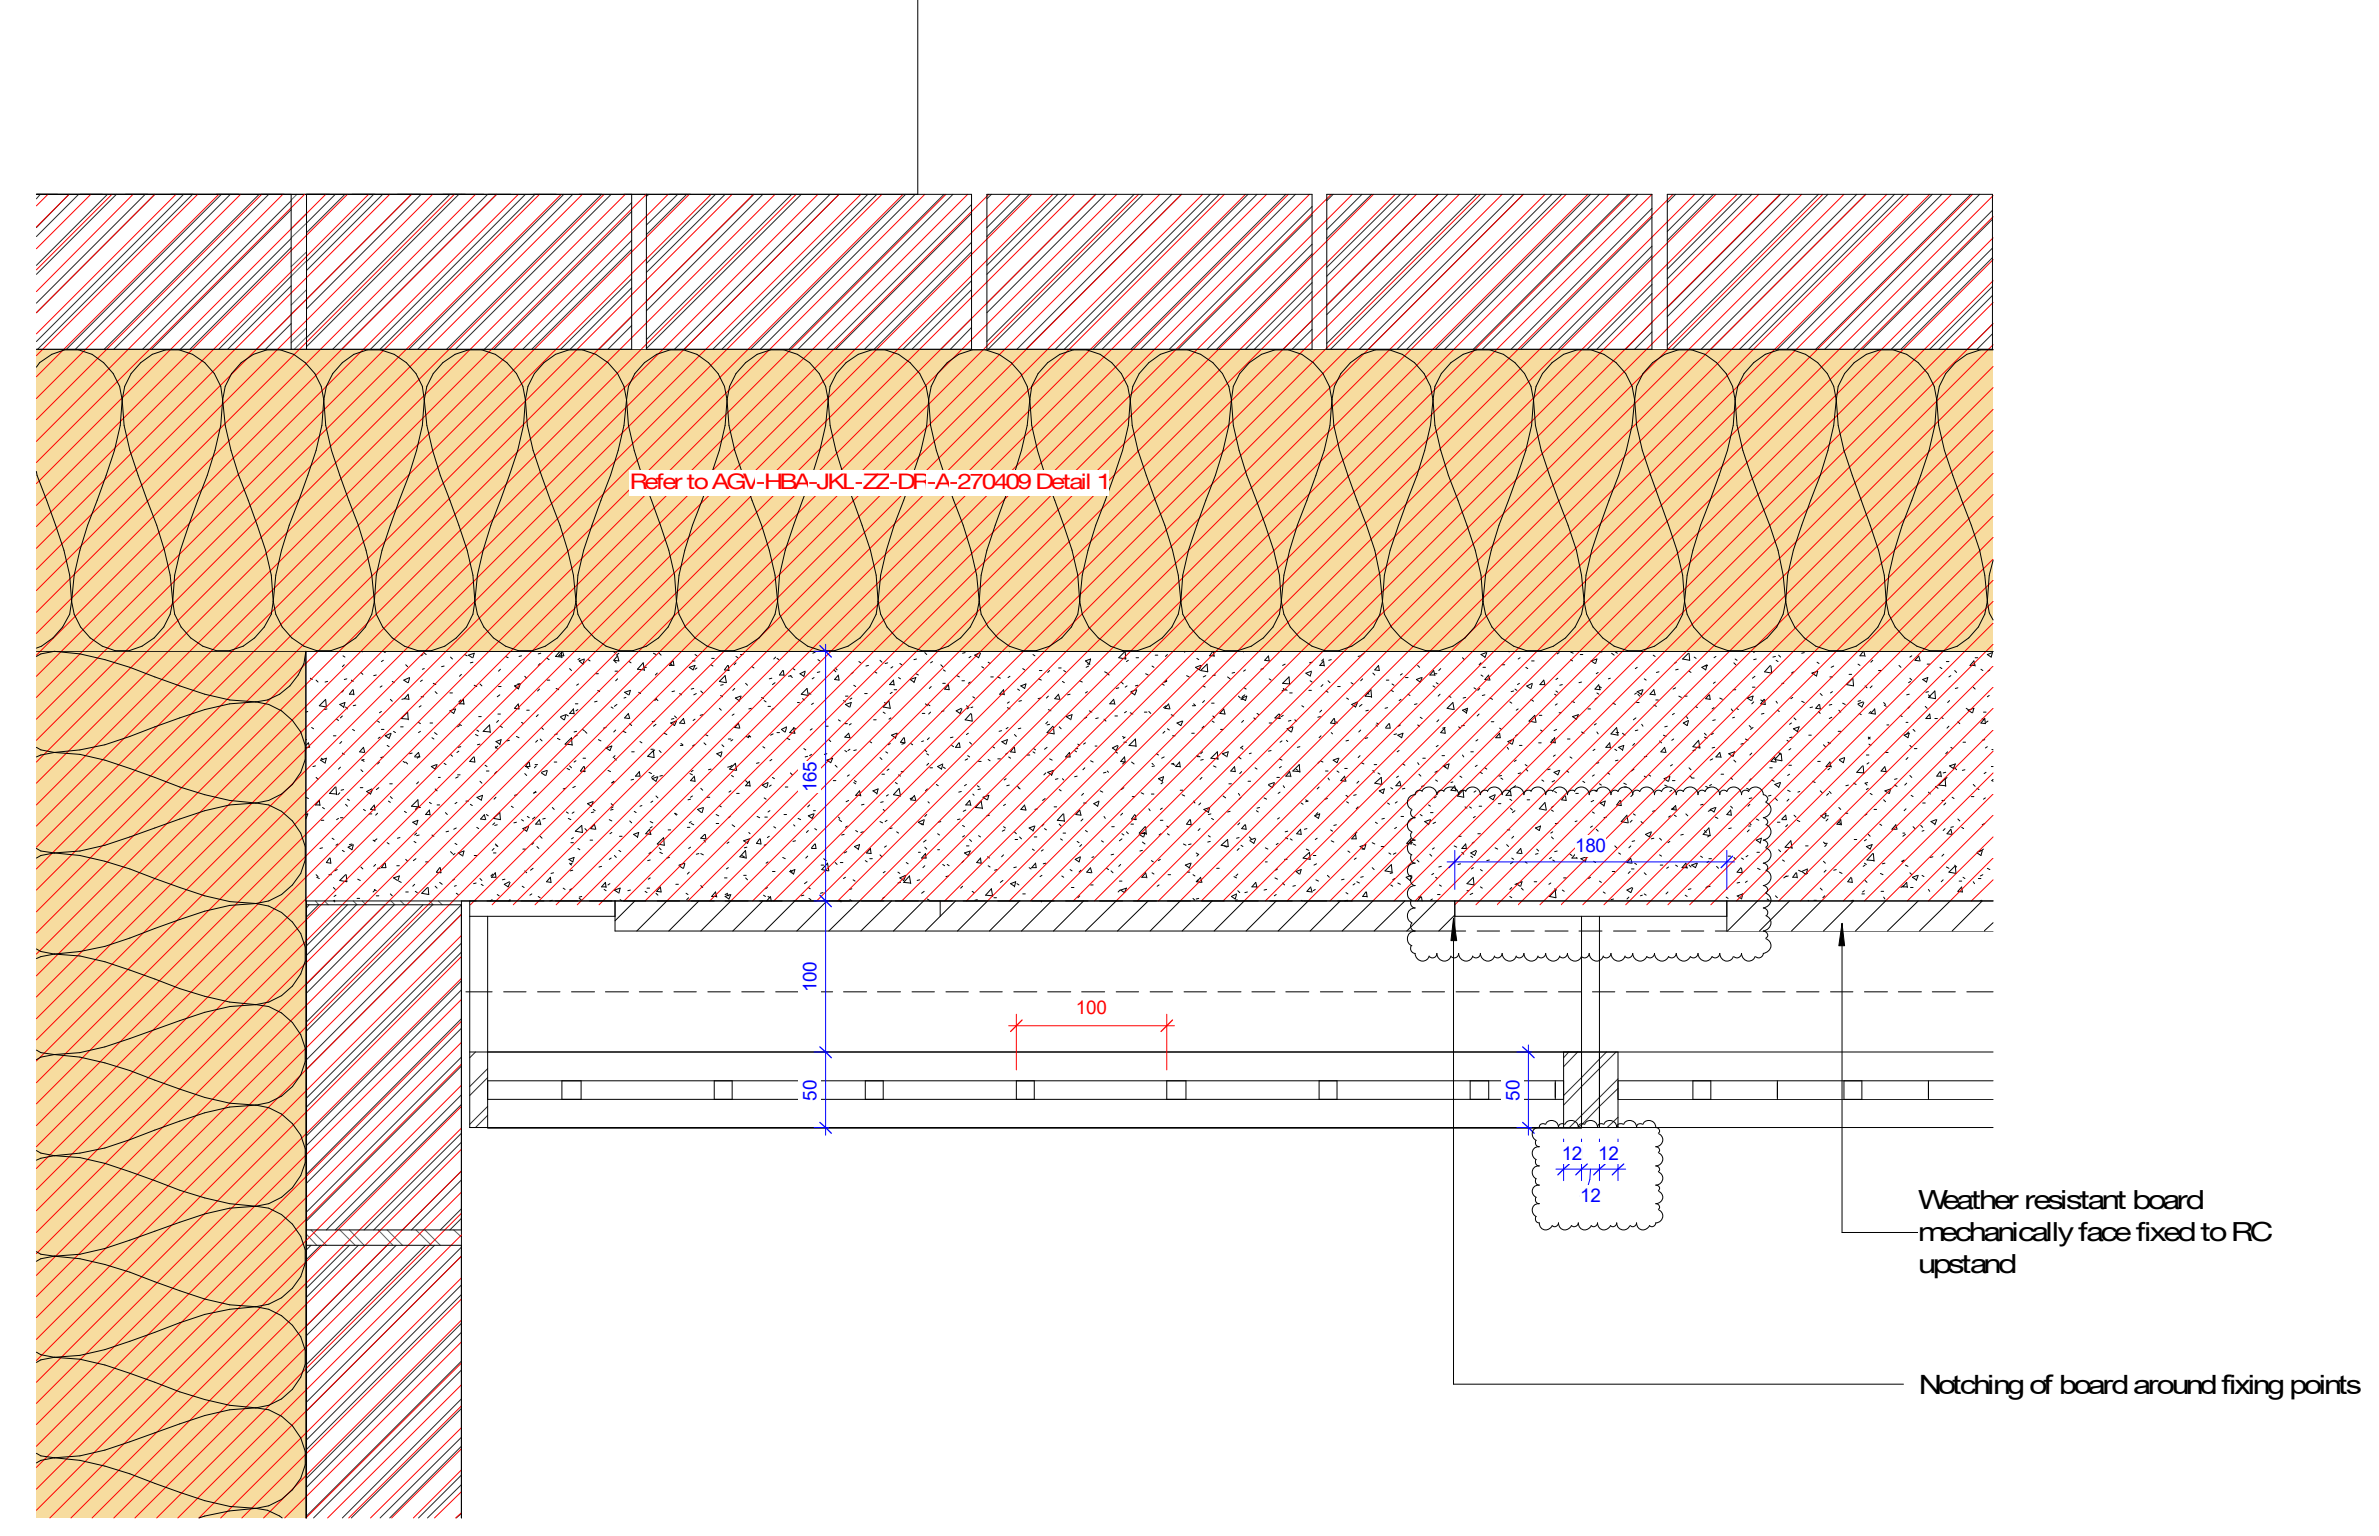 Refer to AGV-HBA-JKL-ZZ-DR-A-270409 Detail 1
165
180
100
100
50
50
12 12
12
Weather resistant board
mechanically face fixed to RC
upstand
Notching of board around fixing points